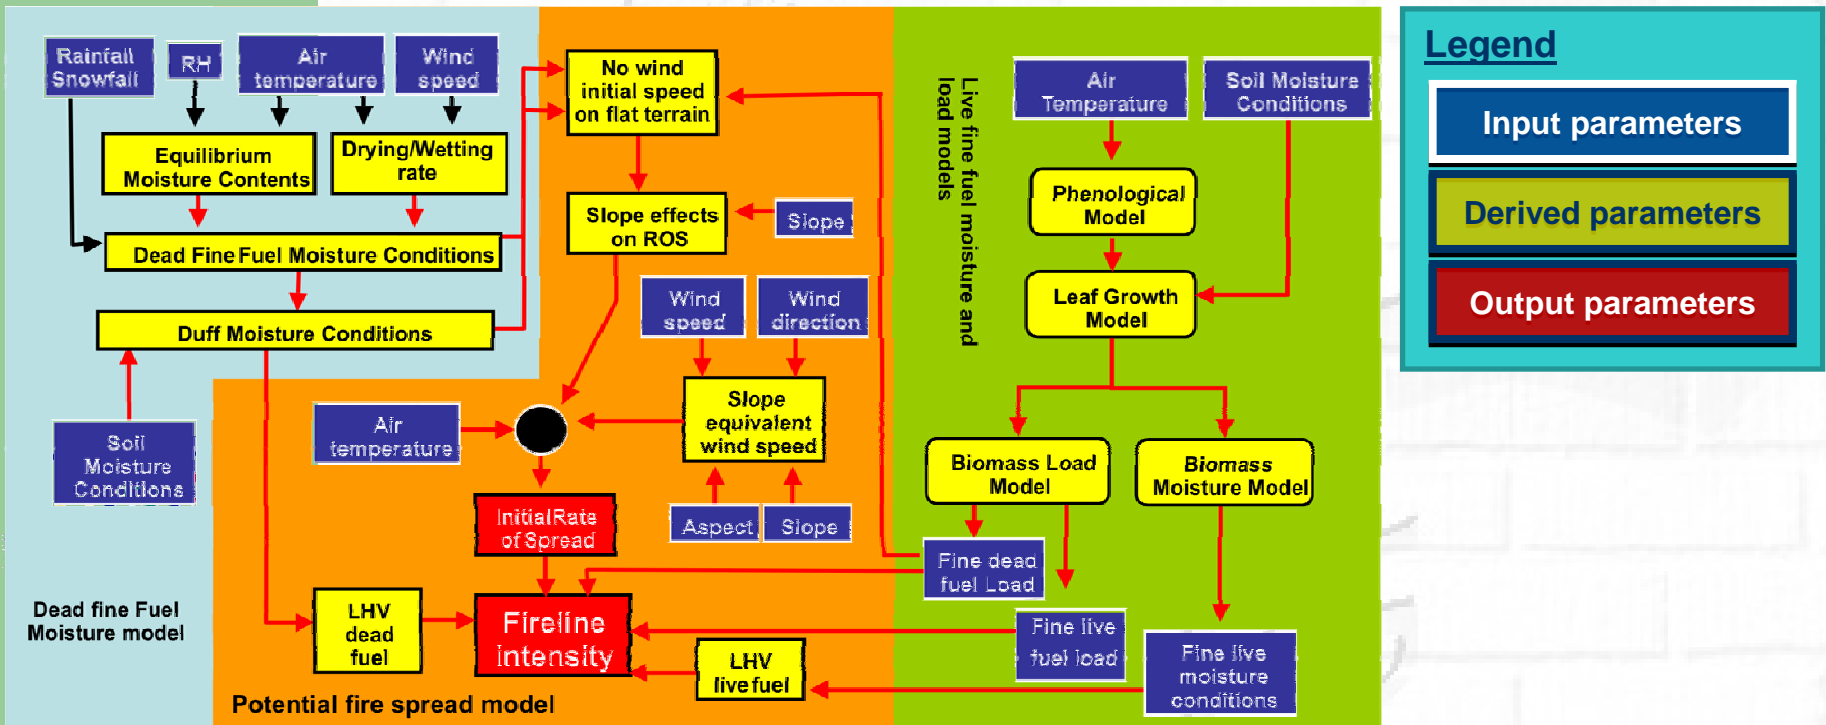 Rainfall
Snowfall
RH
Air
temperature
Wind
speed
Equilibrium
Moisture Contents
Drying/Wetting
rate
Dead Fine Fuel Moisture Conditions
Duff Moisture Conditions
Soil
Moisture
Conditions
Dead fine Fuel
Moisture model
No wind
initial speed
on flat terrain
Slope effects
on ROS
Slope
Wind
speed
Wind
direction
Slope
equivalent
wind speed
Air
temperature
Aspect
Slope
Initial Rate
of Spread
LHV
dead
fuel
Fireline
intensity
LHV
live fuel
Potential fire spread model
Live fine fuel moisture and
load models
Air
Temperature
Soil Moisture
Conditions
Phenological
Model
Leaf Growth
Model
Biomass Load
Model
Biomass
Moisture Model
Fine dead
fuel Load
Fine live
fuel load
Fine live
moisture
conditions
Legend
Input parameters
Derived parameters
Output parameters